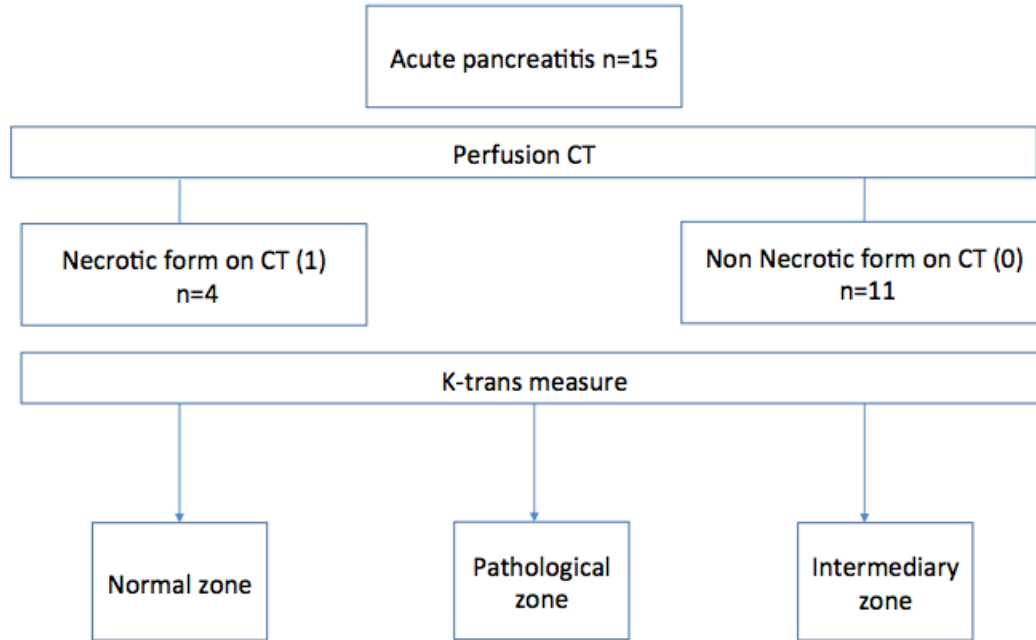 Acute pancreatitis n=15
Perfusion CT
Necrotic form on CT (1)
n=4
Non Necrotic form on CT (0)
n=11
K-trans measure
Normal zone
Pathological
zone
Intermediary
zone